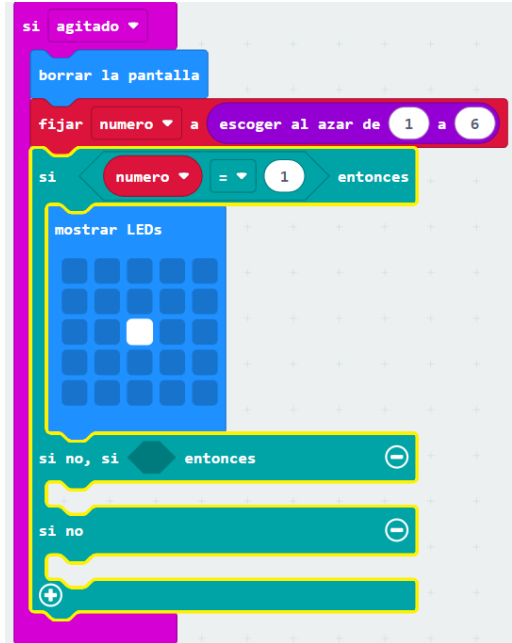 si agitado
borrar la pantalla
fijar numero a escoger al azar de 1 a 6
si numero = 1 entonces
mostrar LEDs
si no, si entonces
si no